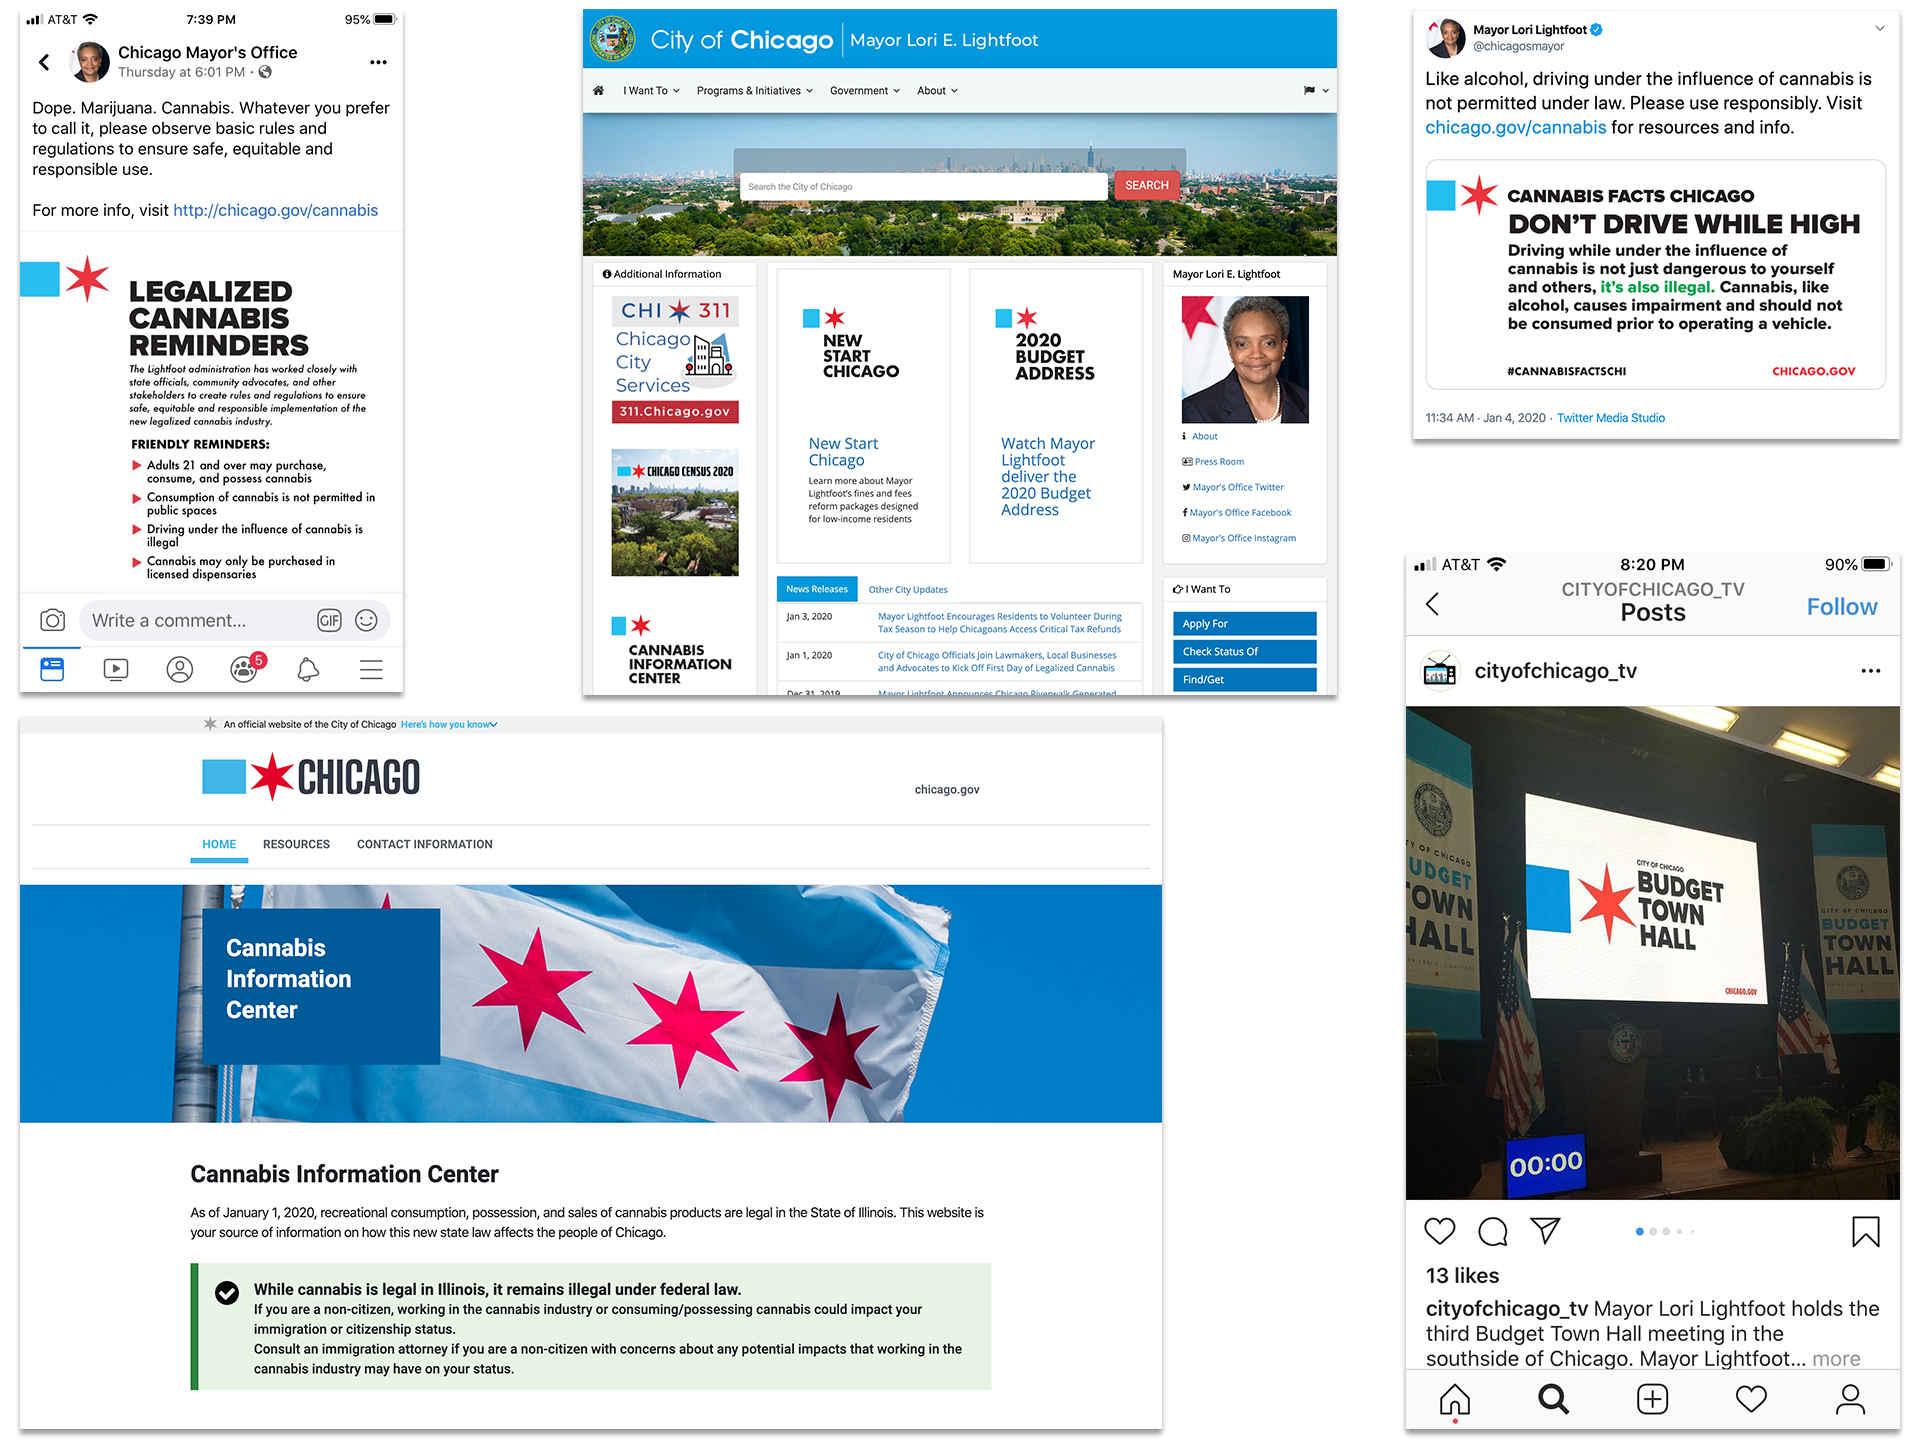 AT&T 7:39 PM 95%
Chicago Mayor's Office
Thursday at 6:01 PM ·
Dope. Marijuana. Cannabis. Whatever you prefer
to call it, please observe basic rules and
regulations to ensure safe, equitable and
responsible use.
For more info, visit http://chicago.gov/cannabis
LEGALIZED
CANNABIS
REMINDERS
The Lightfoot administration has worked closely with
state officials, community advocates, and other
stakeholders to create rules and regulations to ensure
safe, equitable and responsible implementation of the
new legalized cannabis industry.
FRIENDLY REMINDERS:
Adults 21 and over may purchase,
consume, and possess cannabis
Consumption of cannabis is not permitted in
public spaces
Driving under the influence of cannabis is
illegal
Cannabis may only be purchased in
licensed dispensaries
Write a comment...
GIF
5
City of Chicago Mayor Lori E. Lightfoot
I Want To Programs & Initiatives Government About
Search the City of Chicago SEARCH
Additional Information
CHI 311
Chicago
City
Services
311.Chicago.gov
CHICAGO CENSUS 2020
CANNABIS
INFORMATION
CENTER
NEW
START
CHICAGO
New Start
Chicago
Learn more about Mayor
Lightfoot's fines and fees
reform packages designed
for low-income residents
2020
BUDGET
ADDRESS
Watch Mayor
Lightfoot
deliver the
2020 Budget
Address
News Releases Other City Updates
Jan 3, 2020 Mayor Lightfoot Encourages Residents to Volunteer During
Tax Season to Help Chicagoans Access Critical Tax Refunds
Jan 1, 2020 City of Chicago Officials Join Lawmakers, Local Businesses
and Advocates to Kick Off First Day of Legalized Cannabis
Dec 31, 2019 Mayor Lightfoot Announces Chicago Riverwalk Generated
Mayor Lori E. Lightfoot
About
Press Room
Mayor's Office Twitter
Mayor's Office Facebook
Mayor's Office Instagram
I Want To
Apply For
Check Status Of
Find/Get
Mayor Lori Lightfoot
@chicagosmayor
Like alcohol, driving under the influence of cannabis is
not permitted under law. Please use responsibly. Visit
chicago.gov/cannabis for resources and info.
CANNABIS FACTS CHICAGO
DON'T DRIVE WHILE HIGH
Driving while under the influence of
cannabis is not just dangerous to yourself
and others, it's also illegal. Cannabis, like
alcohol, causes impairment and should not
be consumed prior to operating a vehicle.
#CANNABISFACTSCHI CHICAGO.GOV
11:34 AM · Jan 4, 2020 · Twitter Media Studio
An official website of the City of Chicago Here's how you know
CHICAGO
chicago.gov
HOME RESOURCES CONTACT INFORMATION
Cannabis
Information
Center
Cannabis Information Center
As of January 1, 2020, recreational consumption, possession, and sales of cannabis products are legal in the State of Illinois. This website is
your source of information on how this new state law affects the people of Chicago.
While cannabis is legal in Illinois, it remains illegal under federal law.
If you are a non-citizen, working in the cannabis industry or consuming/possessing cannabis could impact your
immigration or citizenship status.
Consult an immigration attorney if you are a non-citizen with concerns about any potential impacts that working in the
cannabis industry may have on your status.
AT&T 8:20 PM 90%
CITYOFCHICAGO_TV
Posts
Follow
cityofchicago_tv
Y OF CHICAGO
UDGET
TOWN
HALL
CITY OF CHICAGO
BUDGET
TOWN
HALL
CHICAGO.GOV
CITY OF CHICAGO
BUDGET
TOWN
HALL
00:00
13 likes
cityofchicago_tv Mayor Lori Lightfoot holds the
third Budget Town Hall meeting in the
southside of Chicago. Mayor Lightfoot... more